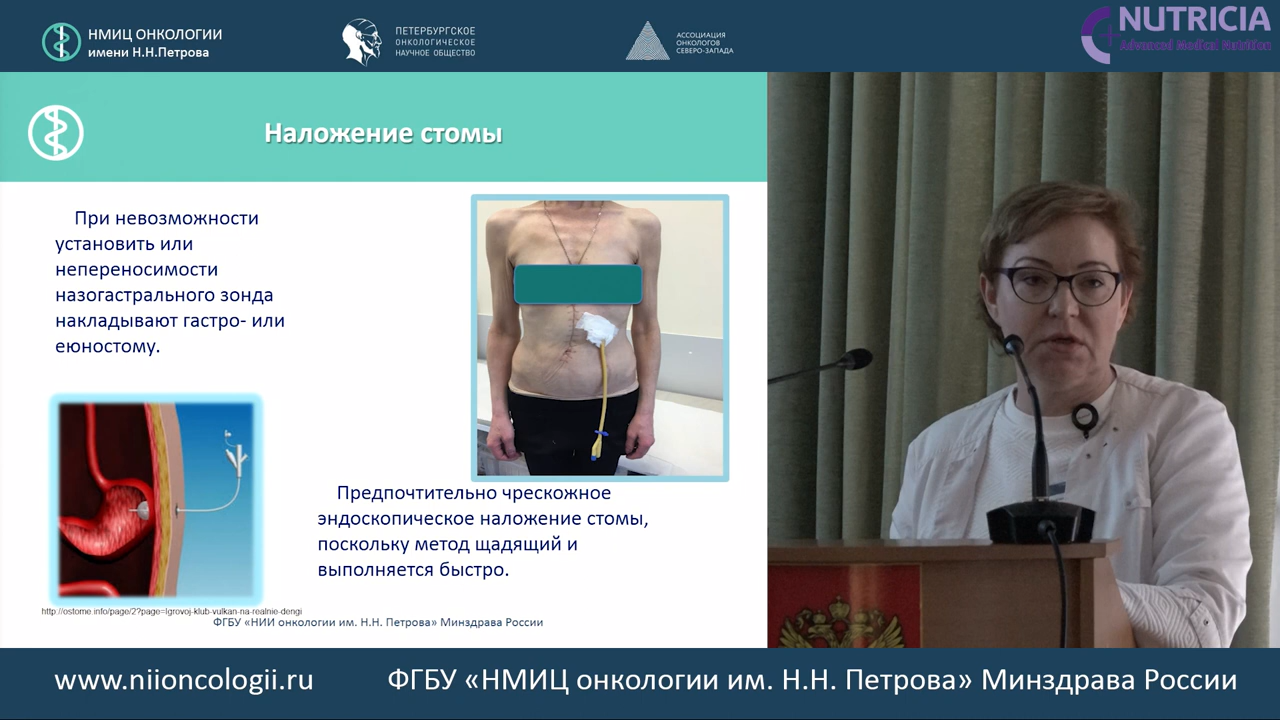 НМИЦ ОНКОЛОГИИ
имени Н.Н.Петрова
ПЕТЕРБУРГСКОЕ
ОНКОЛОГИЧЕСКОЕ
НАУЧНОЕ ОБЩЕСТВО
АССОЦИАЦИЯ
ОНКОЛОГОВ
СЕВЕРО-ЗАПАДА
NUTRICIA
Advanced Medical Nutrition
Наложение стомы
При невозможности
установить или
непереносимости
назогастрального зонда
накладывают гастро- или
еюностому.
Предпочтительно чрескожное
эндоскопическое наложение стомы,
поскольку метод щадящий и
выполняется быстро.
http://ostome.info/page/2?page=Igrovoj-klub-vulkan-na-realnie-dengi
ФГБУ «НИИ онкологии им. Н.Н. Петрова» Минздрава России
www.niioncologii.ru
ФГБУ «НМИЦ онкологии им. Н.Н. Петрова» Минздрава России